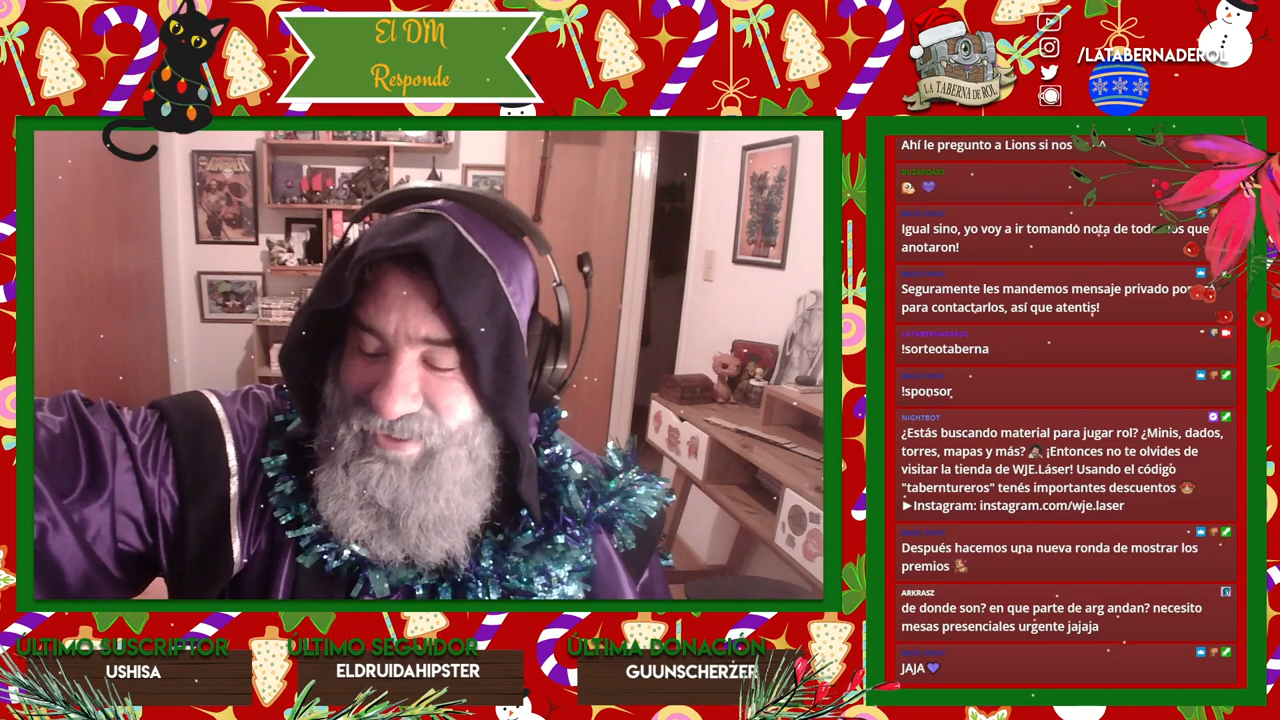 El DM
Responde
LA TABERNA DE ROL
/LATABERNADEROL
Ahí le pregunto a Lions si nos
Igual sino, yo voy a ir tomando nota de que
anotaron!
Seguramente les mandemos mensaje privado
para contactarlos, así que atentis!
LATABERNADEROL
!sorteotaberna
!sponsor
NIGHTBOT
¿Estás buscando material para jugar rol? ¿Minis, dados,
torres, mapas y más? ¡Entonces no te olvides de
visitar la tienda de WJE.Láser! Usando el código
"taberntureros" tenés importantes descuentos
►Instagram: instagram.com/wje.laser
Después hacemos una nueva ronda de mostrar los
premios
ARKRASZ
de donde son? en que parte de arg andan? necesito
mesas presenciales urgente jajaja
JAJA
ÚLTIMO SUSCRIPTOR
USHISA
ÚLTIMO SEGUIDOR
ELDRUIDAHIPSTER
ÚLTIMA DONACIÓN
GUUNSCHERZER